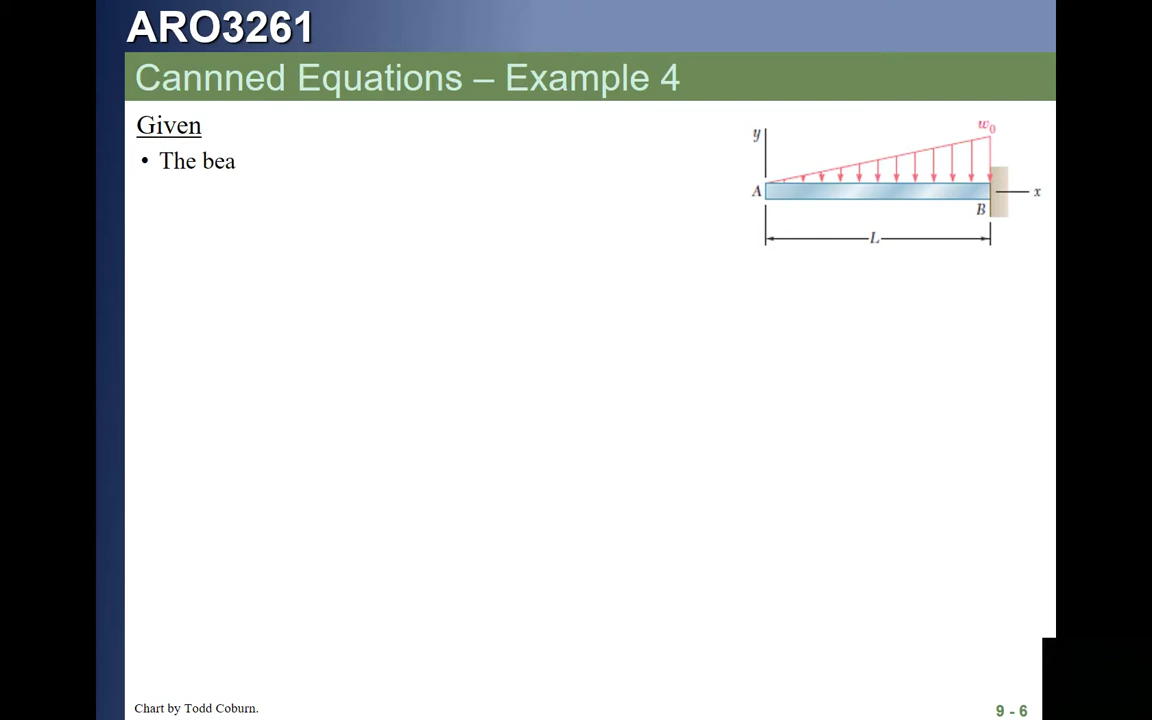 ARO3261
Cannned Equations – Example 4
Given
• The bea
y
w0
A
x
B
L
Chart by Todd Coburn.
9 - 6